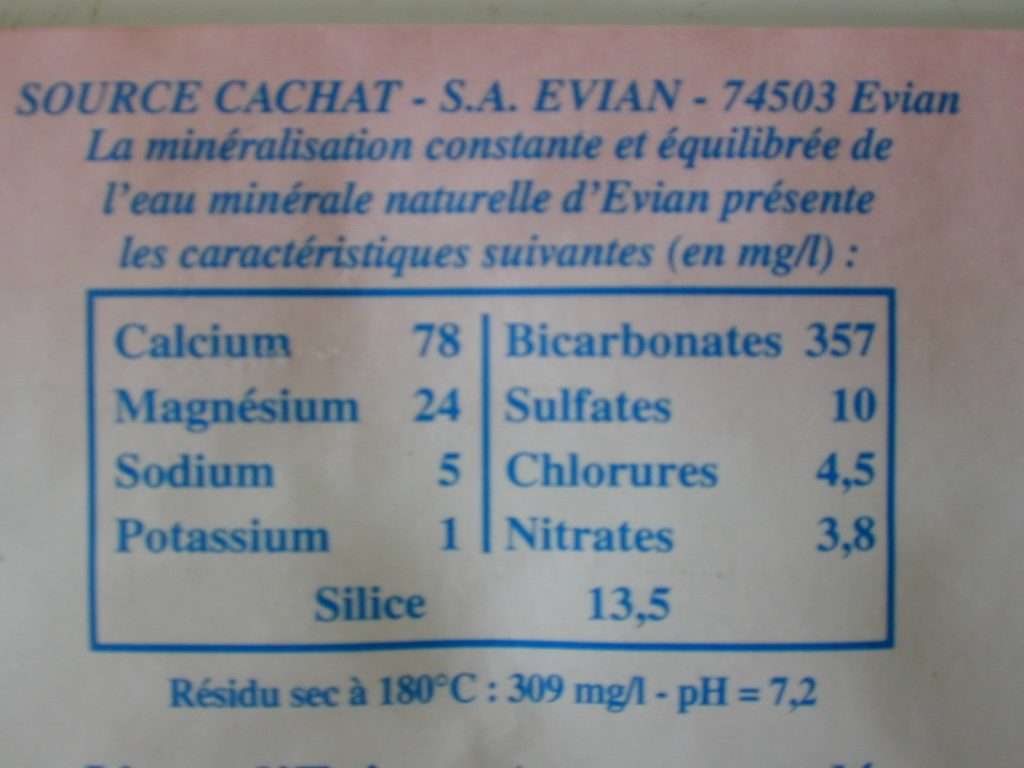 SOURCE CACHAT - S.A. EVIAN - 74503 Evian
La minéralisation constante et équilibrée de
l'eau minérale naturelle d'Evian présente
les caractéristiques suivantes (en mg/l) :
Calcium 78 Bicarbonates 357
Magnésium 24 Sulfates 10
Sodium 5 Chlorures 4,5
Potassium 1 Nitrates 3,8
Silice 13,5
Résidu sec à 180°C : 309 mg/l - pH = 7,2